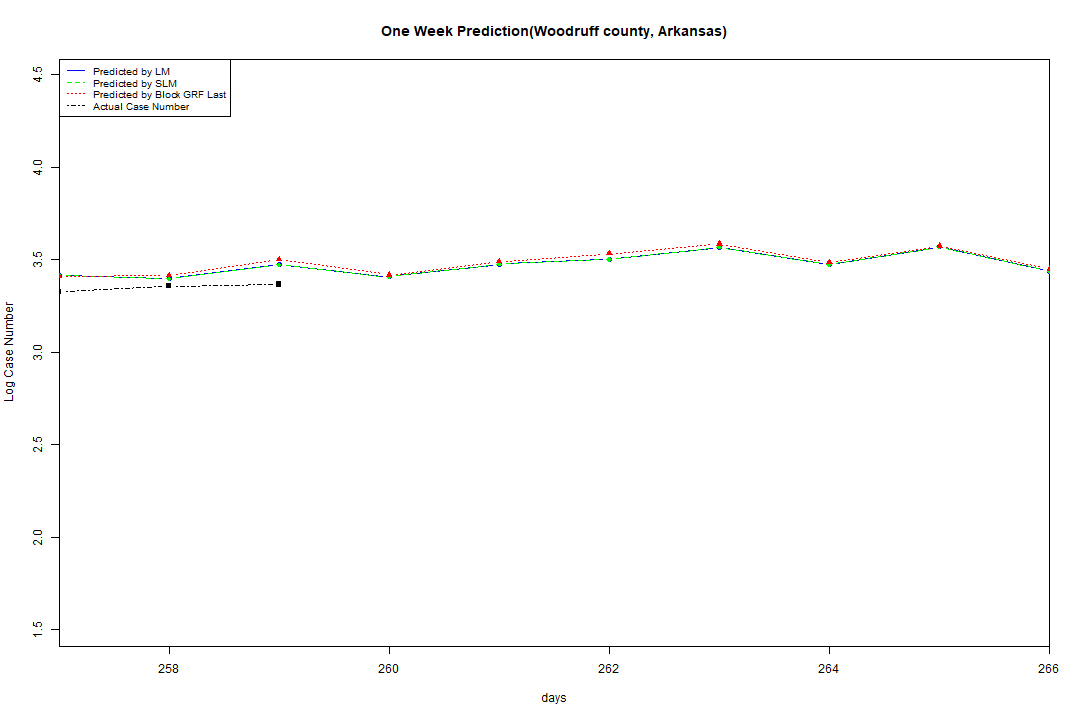 One Week Prediction(Woodruff county, Arkansas)
Predicted by LM
Predicted by SLM
Predicted by Block GRF Last
Actual Case Number
4.5
4.0
3.5
3.0
2.5
2.0
1.5
Log Case Number
258 260 262 264 266
days